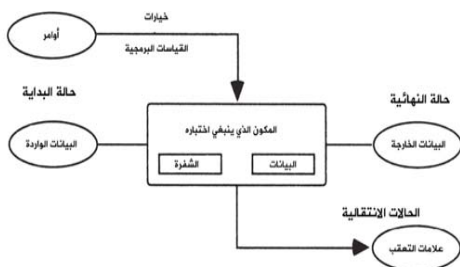 خيارات
أوامر
القياسات البرمجية
حالة البداية
حالة النهائية
المكون الذي ينبغي اختباره
البيانات الخارجة
البيانات الواردة
البيانات
الشفرة
الحالات الانتقالية
علامات التعقب